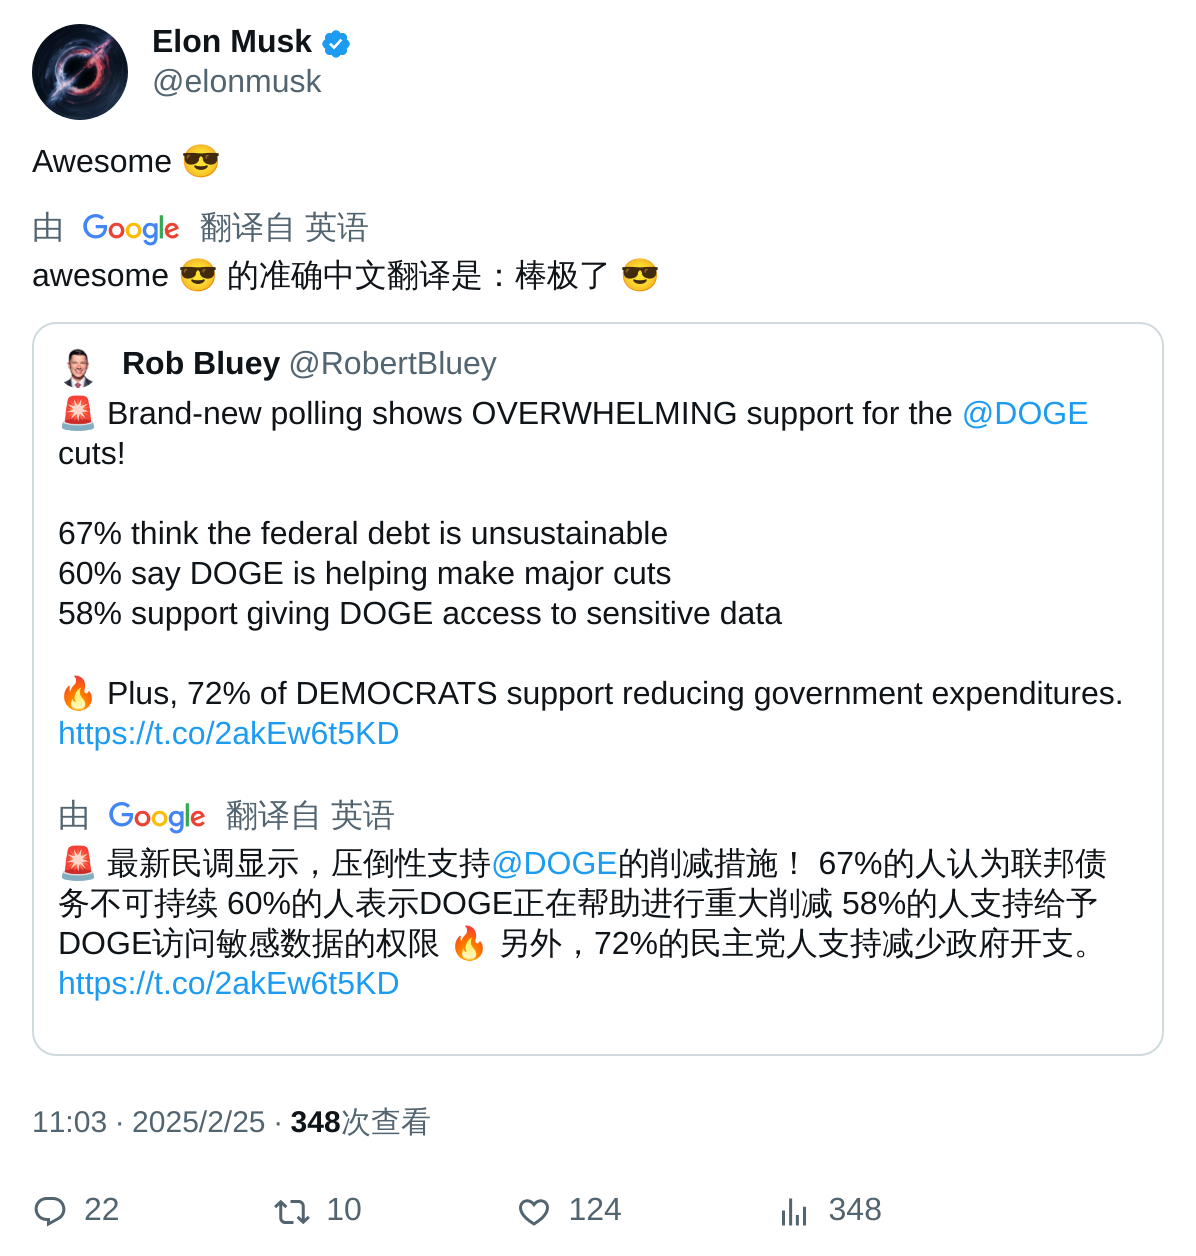 Elon Musk
@elonmusk
Awesome 😎
由 Google 翻译自 英语
awesome 😎 的准确中文翻译是：棒极了 😎
Rob Bluey @RobertBluey
🚨 Brand-new polling shows OVERWHELMING support for the @DOGE
cuts!
67% think the federal debt is unsustainable
60% say DOGE is helping make major cuts
58% support giving DOGE access to sensitive data
🔥 Plus, 72% of DEMOCRATS support reducing government expenditures.
https://t.co/2akEw6t5KD
由 Google 翻译自 英语
🚨 最新民调显示，压倒性支持@DOGE的削减措施！ 67%的人认为联邦债
务不可持续 60%的人表示DOGE正在帮助进行重大削减 58%的人支持给予
DOGE访问敏感数据的权限 🔥 另外，72%的民主党人支持减少政府开支。
https://t.co/2akEw6t5KD
11:03 · 2025/2/25 · 348次查看
22 10 124 348